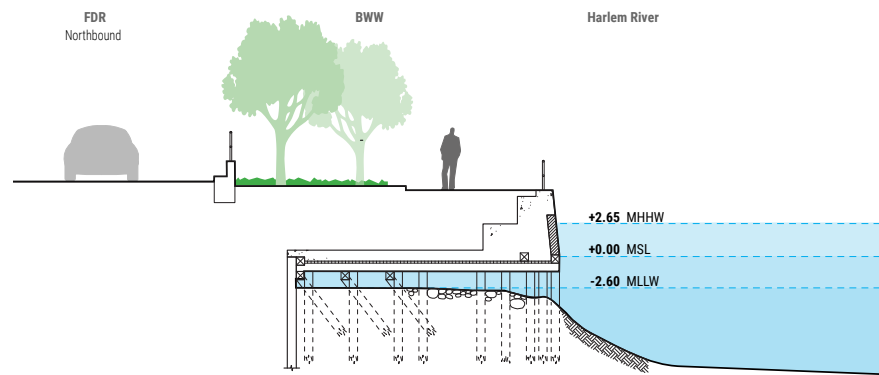 FDR
Northbound
BWW
Harlem River
+2.65 MHHW
+0.00 MSL
-2.60 MLLW